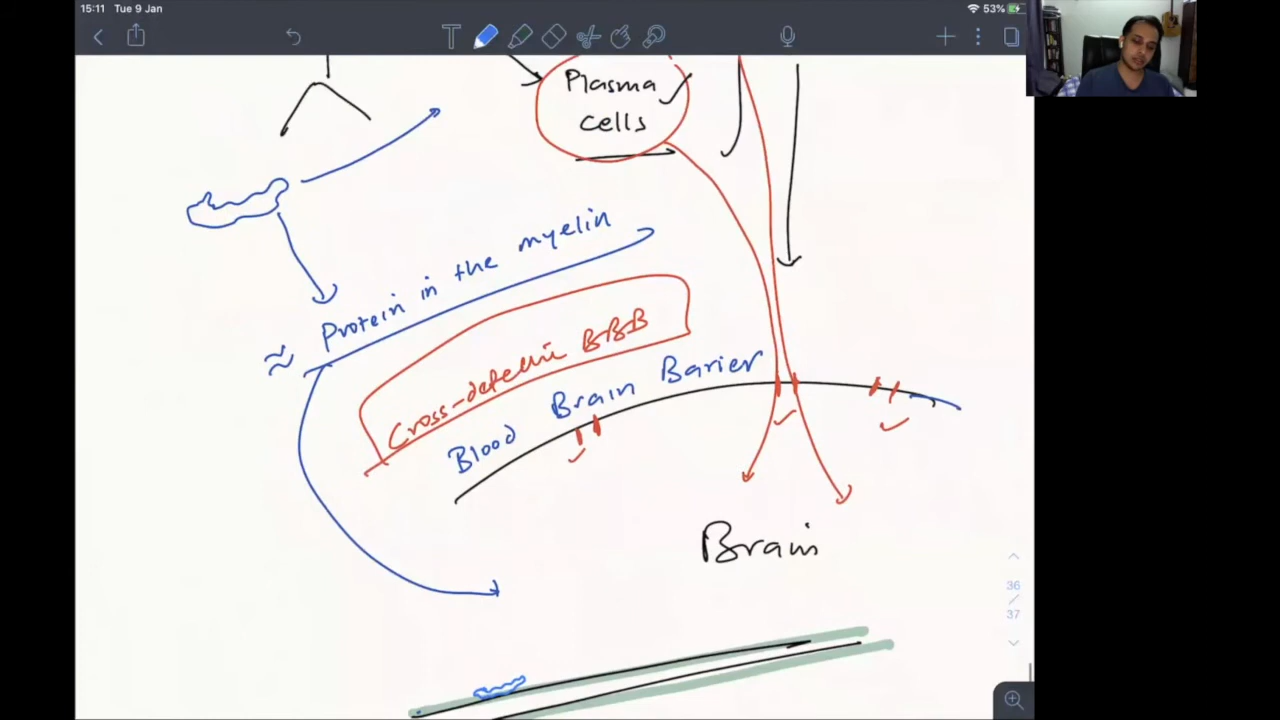 15:11 Tue 9 Jan
53%
T
Plasma
cells
≈ Protein in the myelin
Cross-defective BBB
Blood Brain Barier
Brain
36
/
37